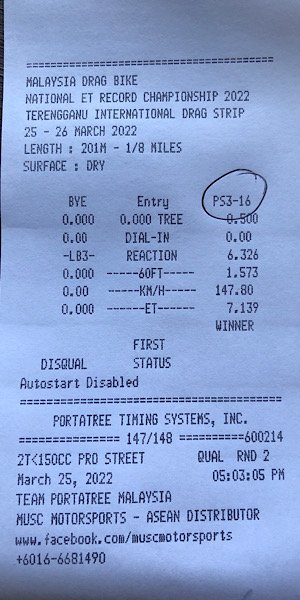 ===========================================
MALAYSIA DRAG BIKE
NATIONAL ET RECORD CHAMPIONSHIP 2022
TERENGGANU INTERNATIONAL DRAG STRIP
25 - 26 MARCH 2022
LENGTH : 201M - 1/8 MILES
SURFACE : DRY
BYE Entry PS3-16
0.000 0.000 TREE 0.500
0.00 DIAL-IN 0.00
-LB3- REACTION 6.326
0.000 ------60FT----- 1.573
0.00 ------KM/H----- 147.80
0.000 -------ET------ 7.139
WINNER
FIRST
DISQUAL STATUS
Autostart Disabled
===========================================
PORTATREE TIMING SYSTEMS, INC.
================ 147/148 ==========600214
2T<150CC PRO STREET QUAL RND 2
March 25, 2022 05:03:05 PM
TEAM PORTATREE MALAYSIA
MUSC MOTORSPORTS - ASEAN DISTRIBUTOR
www.facebook.com/muscmotorsports
+6016-6681490